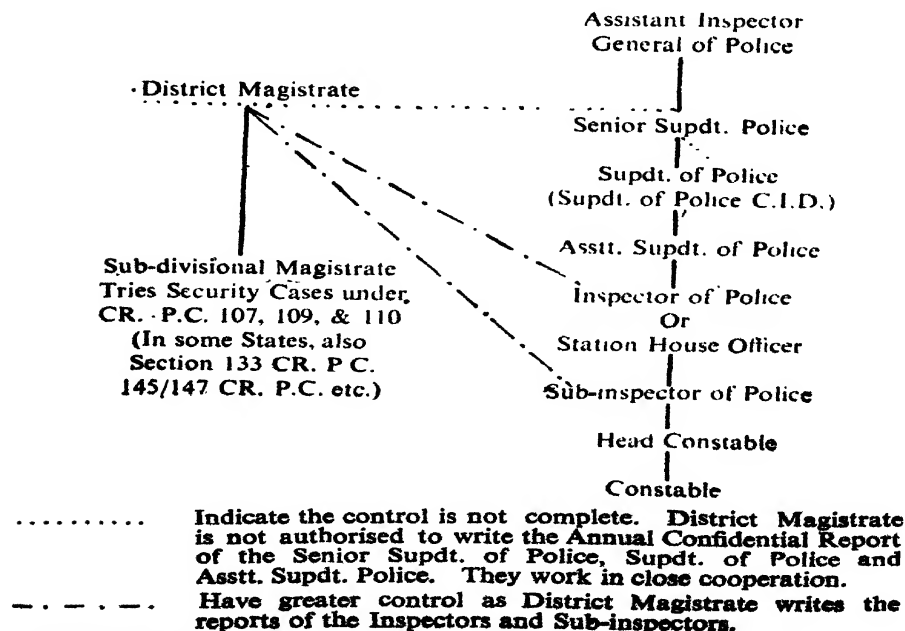 Assistant Inspector
General of Police
District Magistrate
Senior Supdt. Police
Supdt. of Police
(Supdt. of Police C.I.D.)
Asstt. Supdt. of Police
Sub-divisional Magistrate
Tries Security Cases under
CR. P.C. 107, 109, & 110
(In some States, also
Section 133 CR. P C.
145/147 CR. P.C. etc.)
Inspector of Police
Or
Station House Officer
Sub-inspector of Police
Head Constable
Constable
Indicate the control is not complete. District Magistrate
is not authorised to write the Annual Confidential Report
of the Senior Supdt. of Police, Supdt. of Police and
Asstt. Supdt. Police. They work in close cooperation.
Have greater control as District Magistrate writes the
reports of the Inspectors and Sub-inspectors.